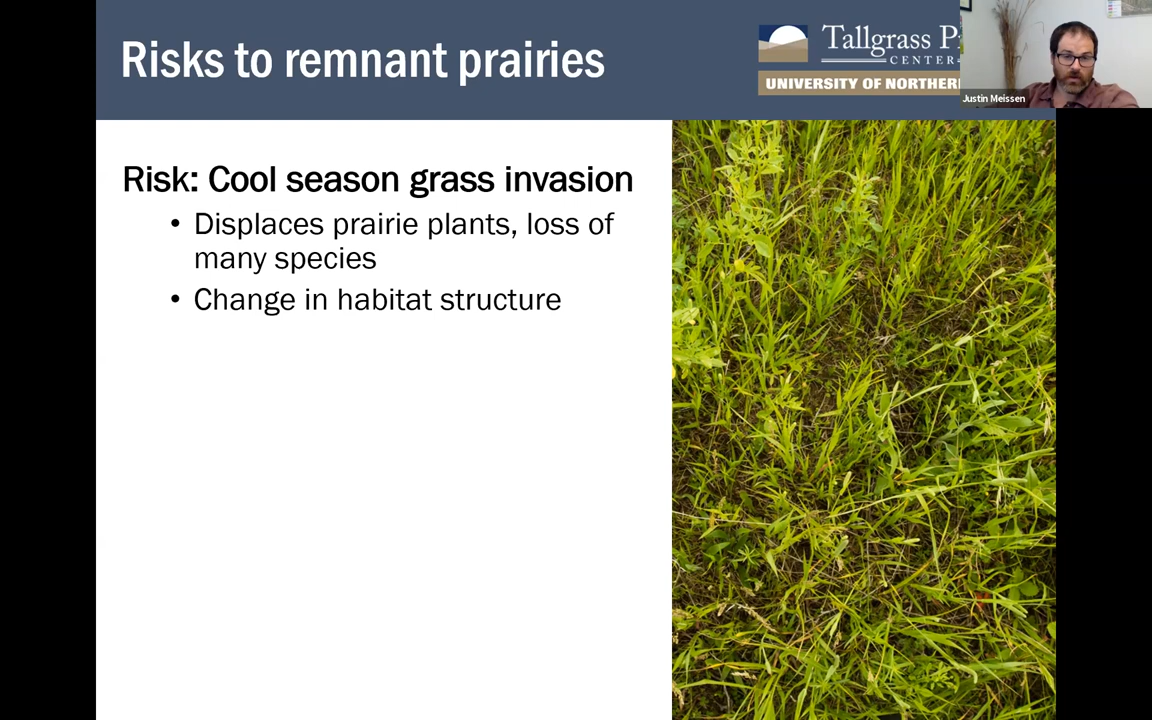 Risks to remnant prairies
Tallgrass
CENTER
UNIVERSITY OF NORTHER
Justin Meissen
Risk: Cool season grass invasion
• Displaces prairie plants, loss of
many species
• Change in habitat structure